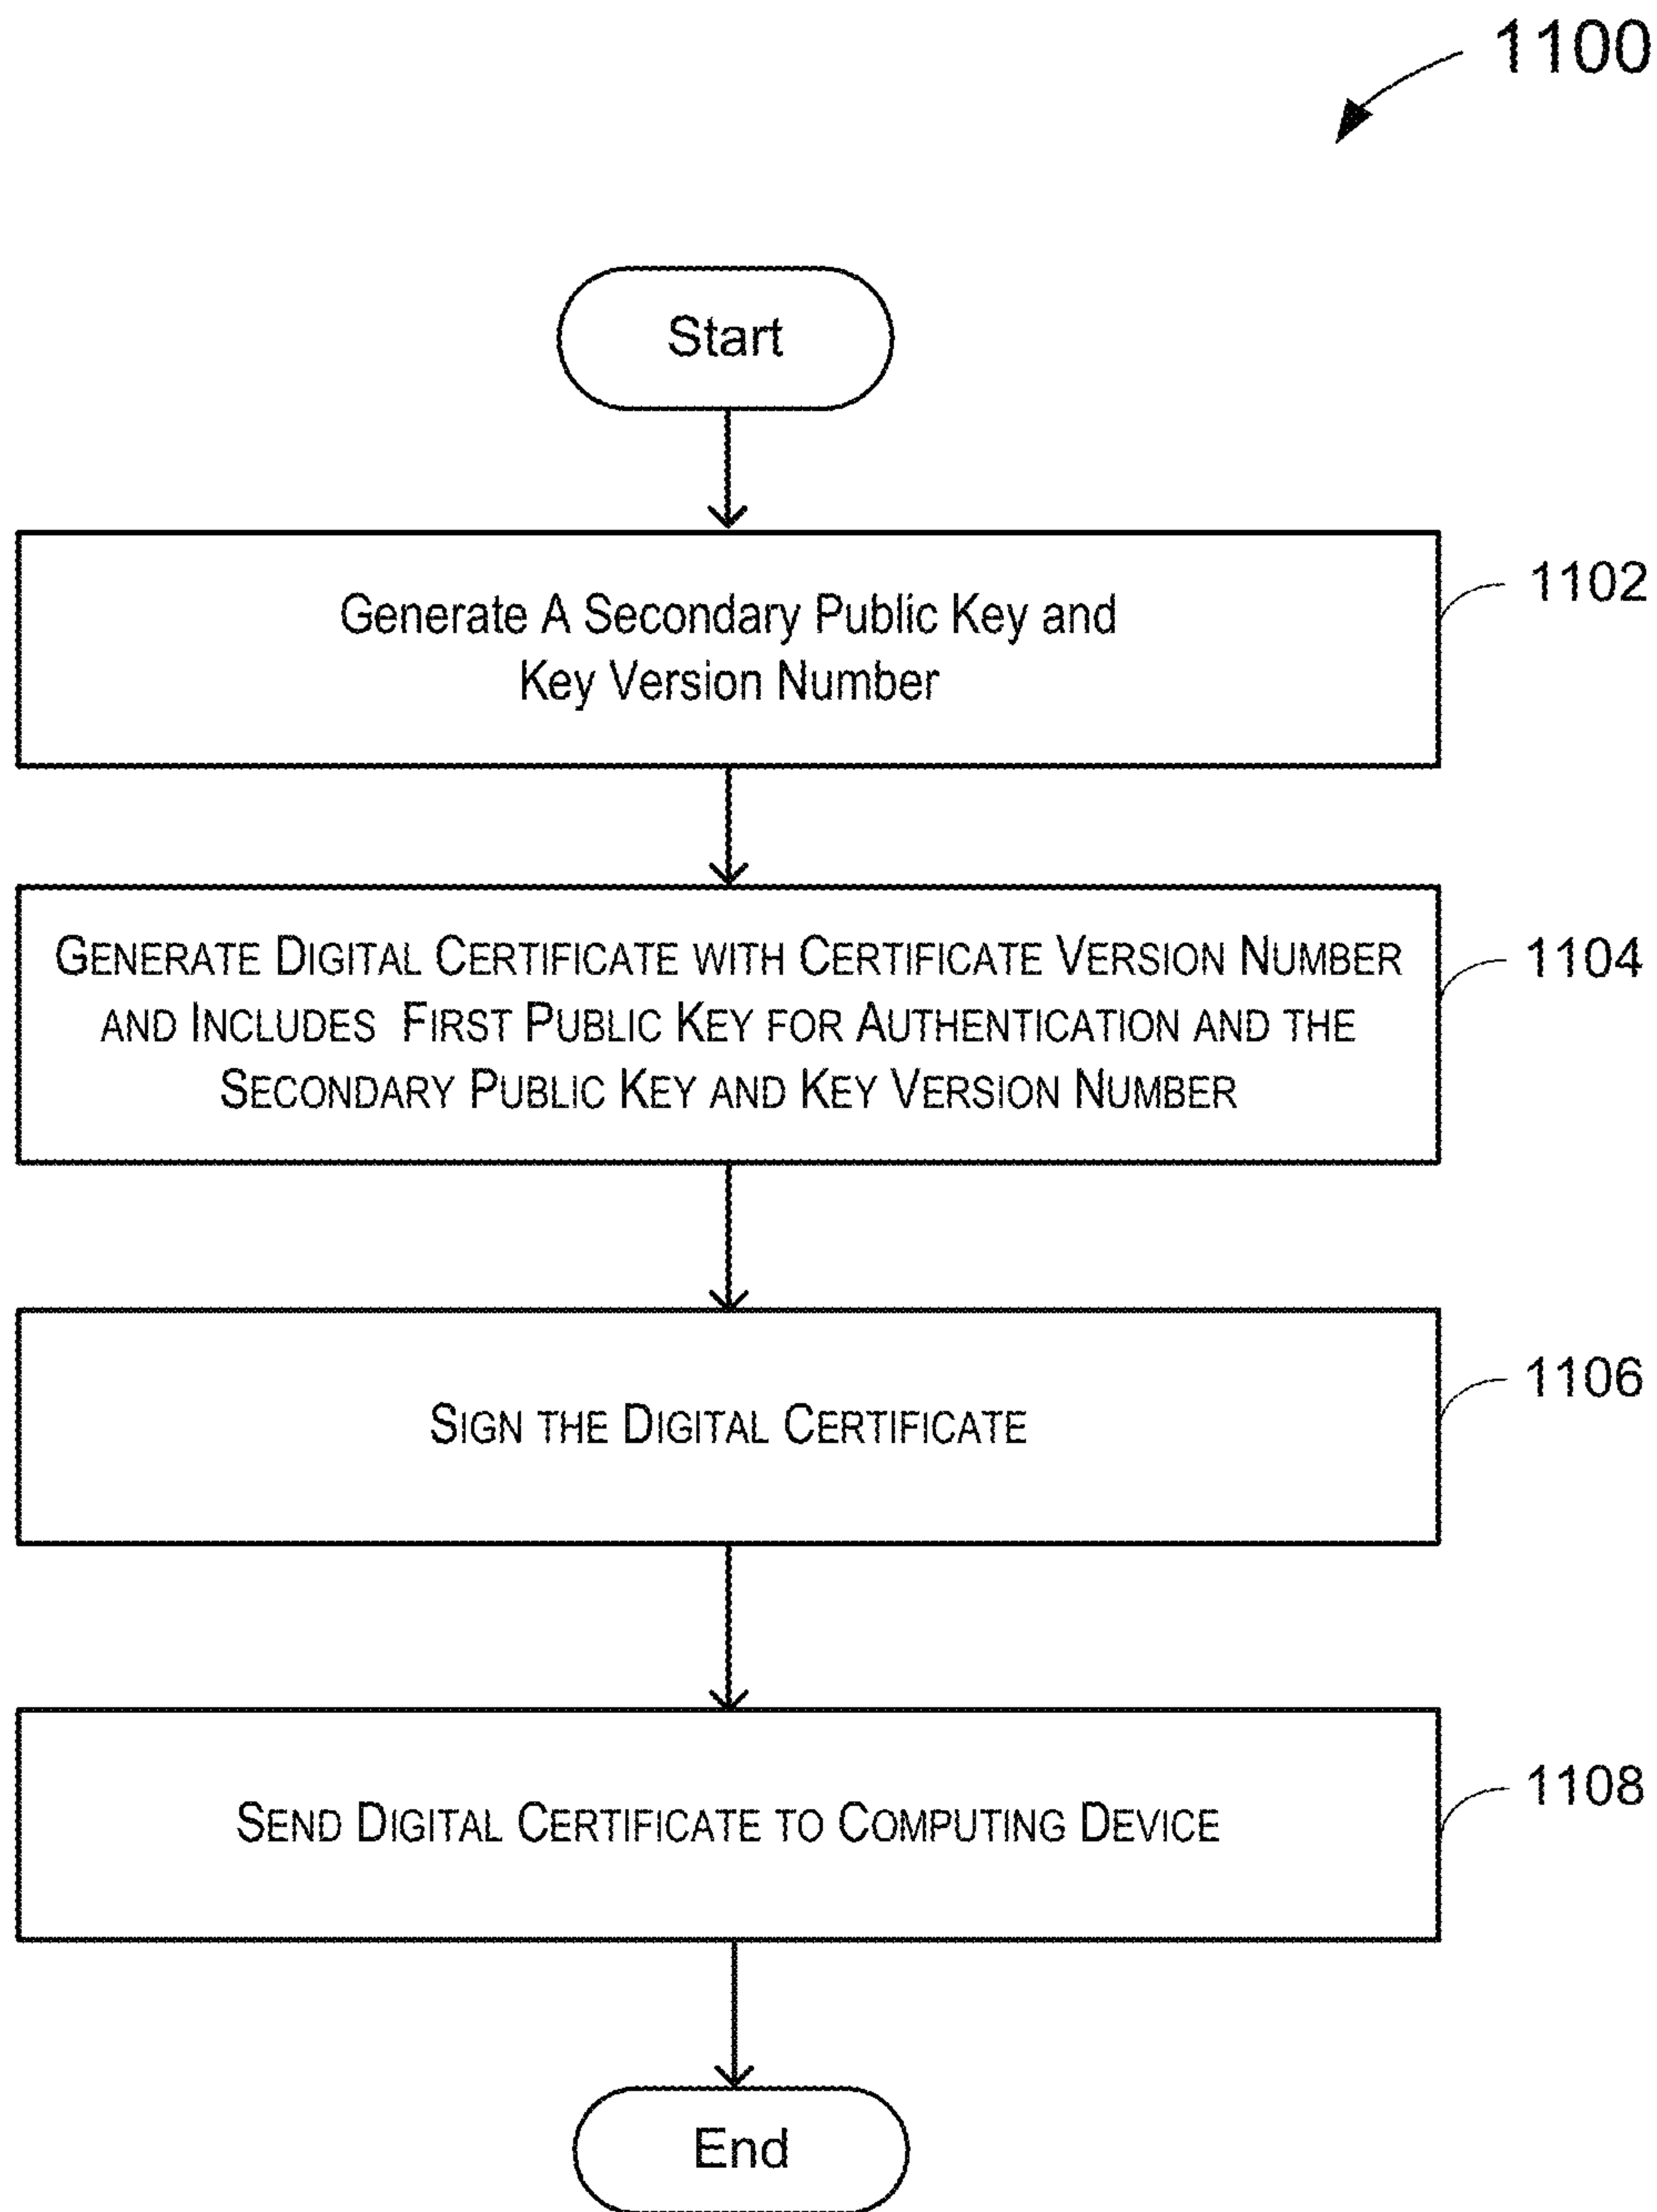 1100
Start
Generate A Secondary Public Key and
Key Version Number
1102
GENERATE DIGITAL CERTIFICATE WITH CERTIFICATE VERSION NUMBER
AND INCLUDES FIRST PUBLIC KEY FOR AUTHENTICATION AND THE
SECONDARY PUBLIC KEY AND KEY VERSION NUMBER
1104
SIGN THE DIGITAL CERTIFICATE
1106
SEND DIGITAL CERTIFICATE TO COMPUTING DEVICE
1108
End